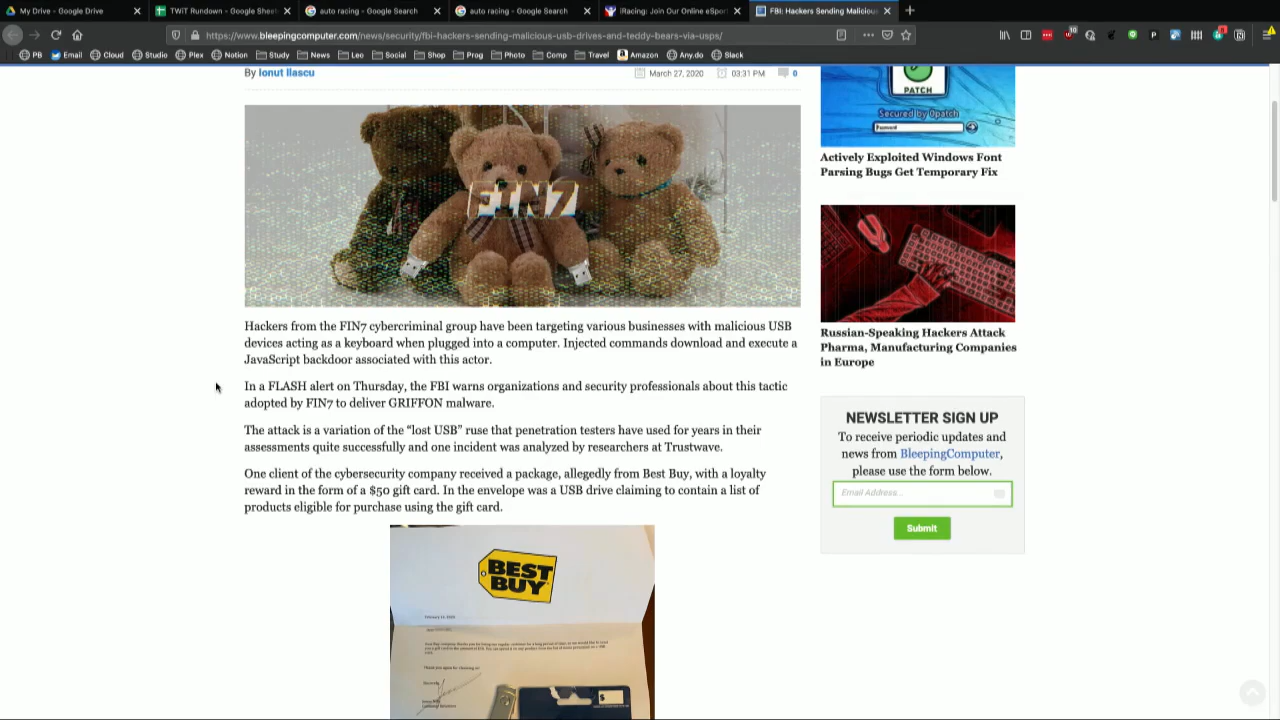 My Drive - Google Drive
TWiT Rundown - Google Sheet
auto racing - Google Search
auto racing - Google Search
iRacing: Join Our Online eSpor
FBI: Hackers Sending Malicious
https://www.bleepingcomputer.com/news/security/fbi-hackers-sending-malicious-usb-drives-and-teddy-bears-via-usps/
PB Email Cloud Studio Plex Notion Study News Leo Social Shop Prog Photo Comp Travel Amazon Any.do Slack
By Ionut Ilascu
March 27, 2020 03:31 PM 0
FIN7
Hackers from the FIN7 cybercriminal group have been targeting various businesses with malicious USB
devices acting as a keyboard when plugged into a computer. Injected commands download and execute a
JavaScript backdoor associated with this actor.
In a FLASH alert on Thursday, the FBI warns organizations and security professionals about this tactic
adopted by FIN7 to deliver GRIFFON malware.
The attack is a variation of the “lost USB” ruse that penetration testers have used for years in their
assessments quite successfully and one incident was analyzed by researchers at Trustwave.
One client of the cybersecurity company received a package, allegedly from Best Buy, with a loyalty
reward in the form of a $50 gift card. In the envelope was a USB drive claiming to contain a list of
products eligible for purchase using the gift card.
BEST
BUY
PATCH
Secured by 0patch
Password
Actively Exploited Windows Font
Parsing Bugs Get Temporary Fix
Russian-Speaking Hackers Attack
Pharma, Manufacturing Companies
in Europe
NEWSLETTER SIGN UP
To receive periodic updates and
news from BleepingComputer,
please use the form below.
Email Address...
Submit